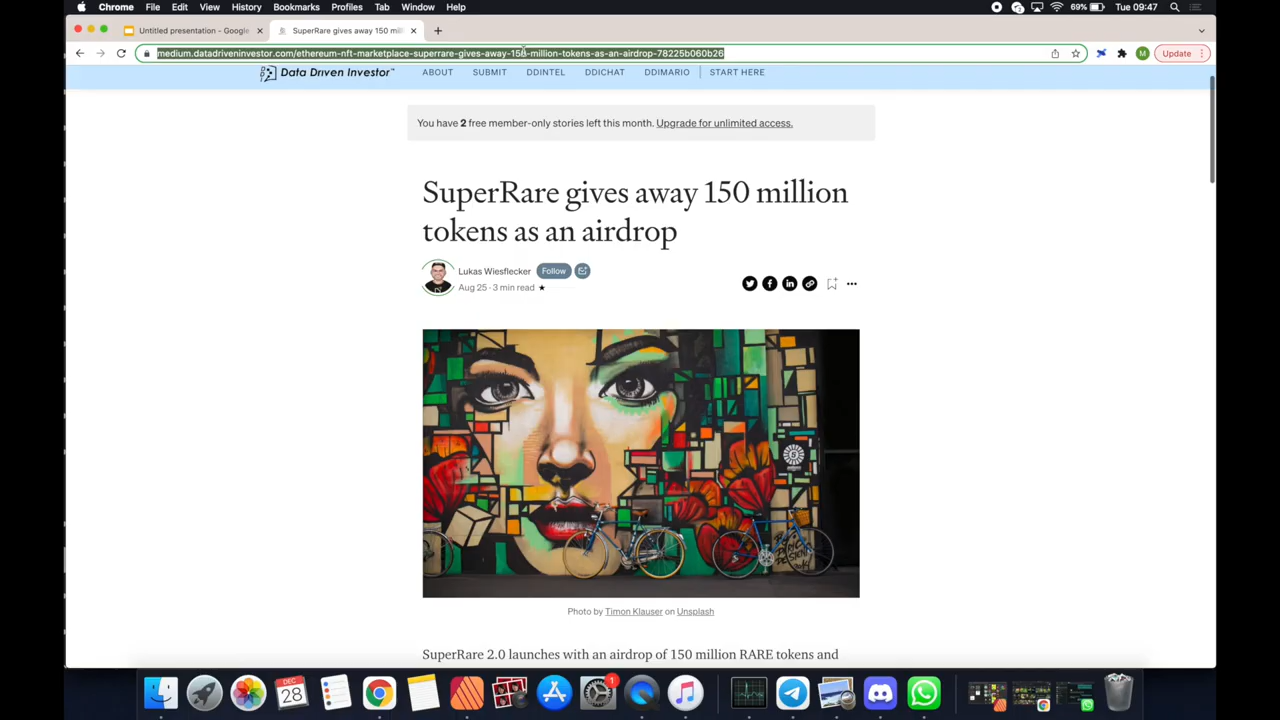 Chrome File Edit View History Bookmarks Profiles Tab Window Help 69% Tue 09:47
Untitled presentation - Google
SuperRare gives away 150 mill
medium.datadriveninvestor.com/ethereum-nft-marketplace-superrare-gives-away-150-million-tokens-as-an-airdrop-78225b060b26
M Update
Data Driven Investor™ ABOUT SUBMIT DDINTEL DDICHAT DDIMARIO START HERE
You have 2 free member-only stories left this month. Upgrade for unlimited access.
SuperRare gives away 150 million
tokens as an airdrop
Lukas Wiesflecker Follow
Aug 25 · 3 min read
Photo by Timon Klauser on Unsplash
SuperRare 2.0 launches with an airdrop of 150 million RARE tokens and
DEC
28
1